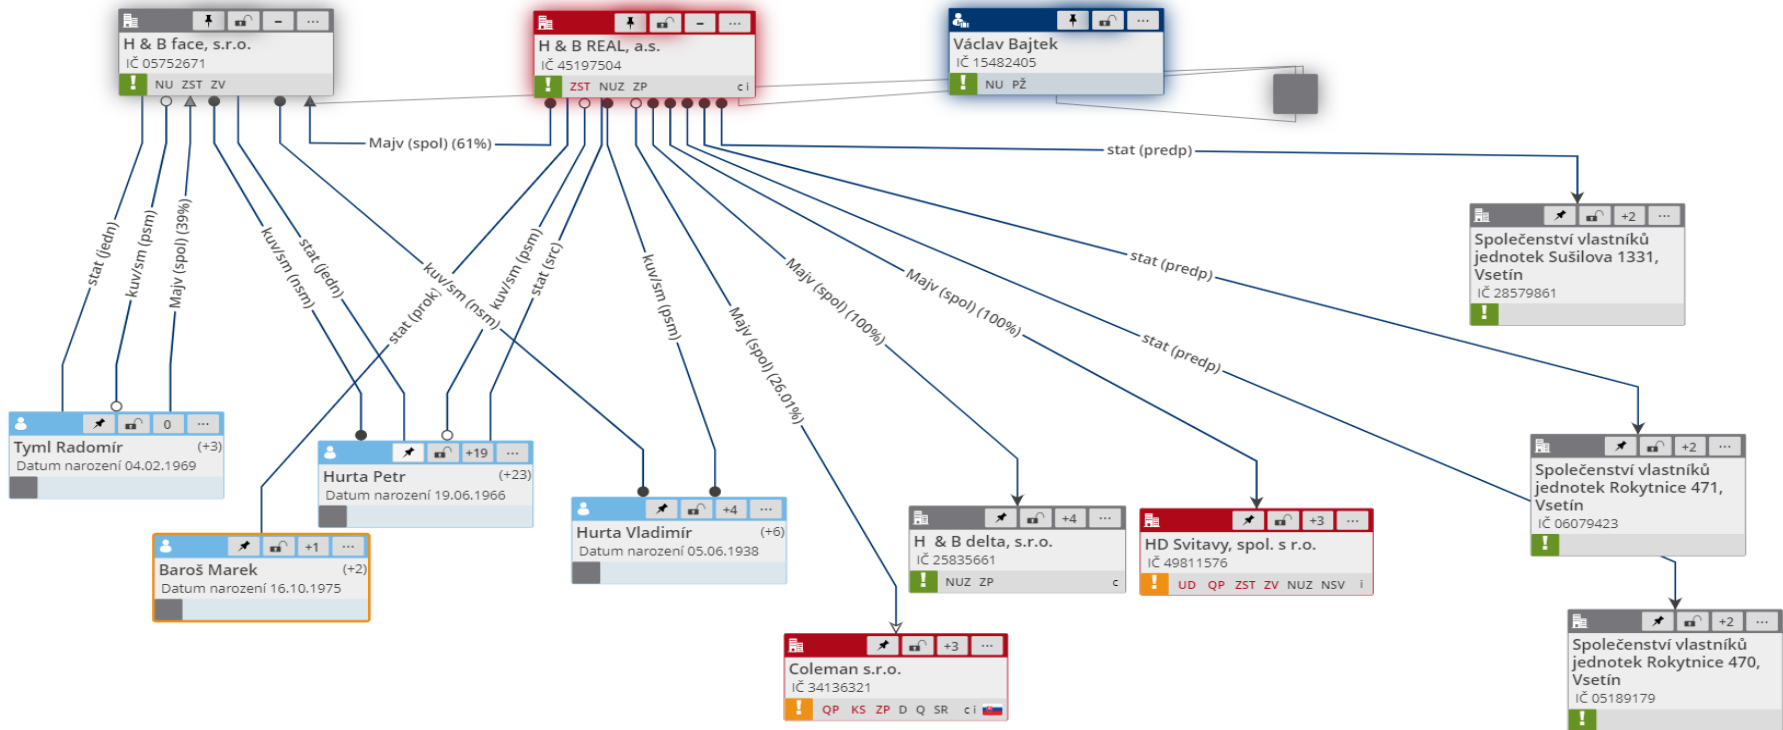 H & B face, s.r.o.
IČ 05752671
NU ZST ZV
H & B REAL, a.s.
IČ 45197504
ZST NUZ ZP c i
Václav Bajtek
IČ 15482405
NU PŽ
Majv (spol) (61%)
stat (predp)
stat (jedn)
kuv/sm (psm)
Majv (spol) (39%)
kuv/sm (nsm)
stat (jedn)
kuv/sm (nsm)
stat (prok)
kuv/sm (psm)
stat (src)
kuv/sm (psm)
Majv (spol) (26.01%)
Majv (spol) (100%)
Majv (spol) (100%)
stat (predp)
stat (predp)
+2
Společenství vlastníků
jednotek Sušilova 1331,
Vsetín
IČ 28579861
0
Tyml Radomír (+3)
Datum narození 04.02.1969
+19
Hurta Petr (+23)
Datum narození 19.06.1966
+1
Baroš Marek (+2)
Datum narození 16.10.1975
+4
Hurta Vladimír (+6)
Datum narození 05.06.1938
+4
H & B delta, s.r.o.
IČ 25835661
NUZ ZP c
+3
HD Svitavy, spol. s r.o.
IČ 49811576
UD QP ZST ZV NUZ NSV i
+2
Společenství vlastníků
jednotek Rokytnice 471,
Vsetín
IČ 06079423
+3
Coleman s.r.o.
IČ 34136321
QP KS ZP D Q SR c i
+2
Společenství vlastníků
jednotek Rokytnice 470,
Vsetín
IČ 05189179